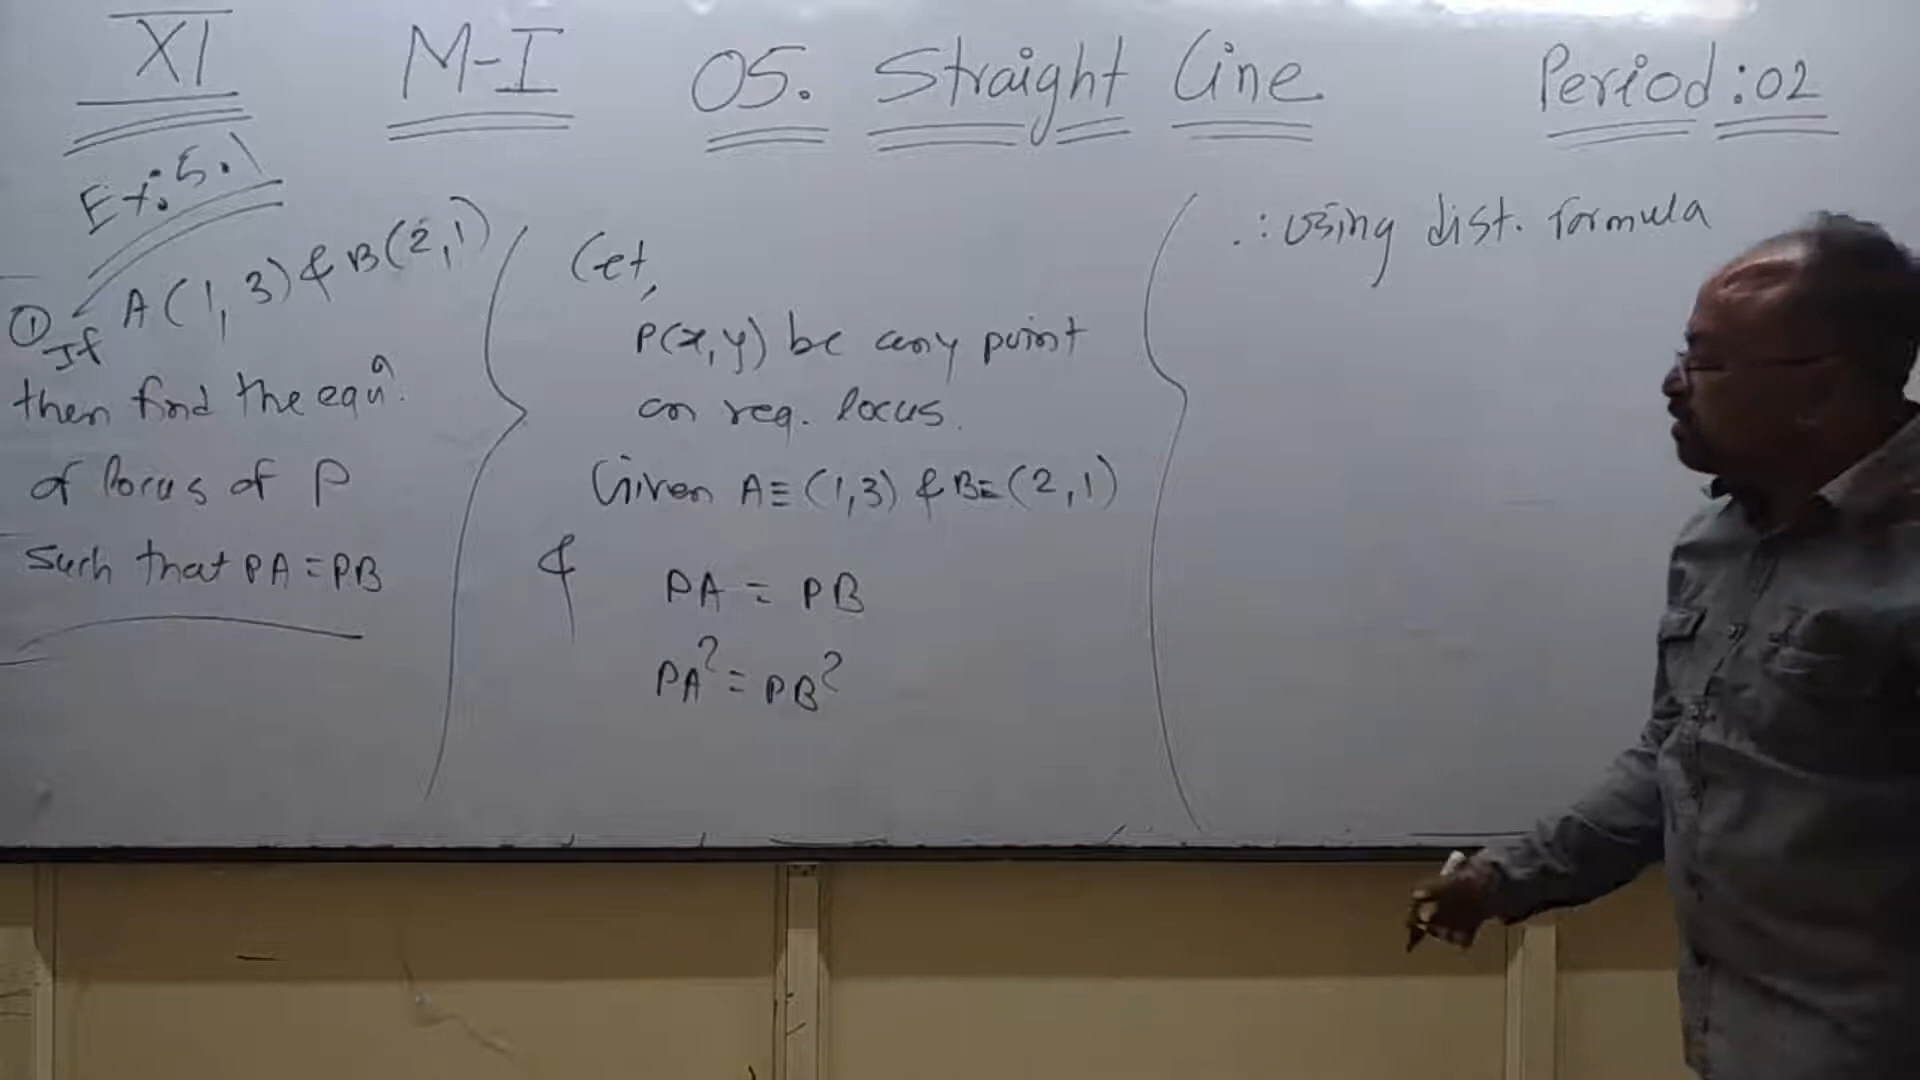 XI M-I 05. Straight Line Period:02
Ex:5.1
① If A(1,3) & B(2,1)
then find the equⁿ.
of locus of P
such that PA=PB
Let,
P(x,y) be any point
on req. locus.
Given A≡(1,3) & B≡(2,1)
& PA = PB
PA² = PB²
∴ using dist. formula